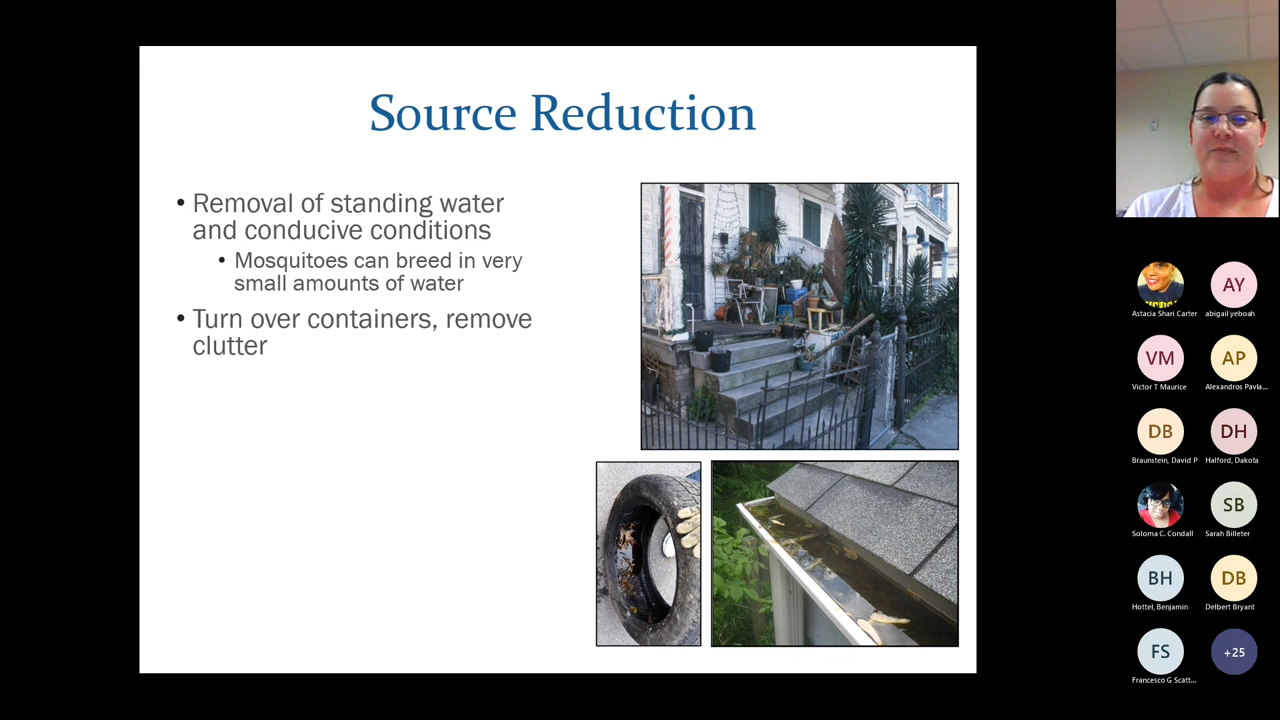 Source Reduction
• Removal of standing water
and conducive conditions
• Mosquitoes can breed in very
small amounts of water
• Turn over containers, remove
clutter
Astacia Shari Carter
AY
abigail yeboah
VM
Victor T Maurice
AP
Alexandros Pavla...
DB
Braunstein, David P
DH
Halford, Dakota
Soloma C. Condall
SB
Sarah Billeter
BH
Hottel, Benjamin
DB
Delbert Bryant
FS
Francesco G Scatt...
+25